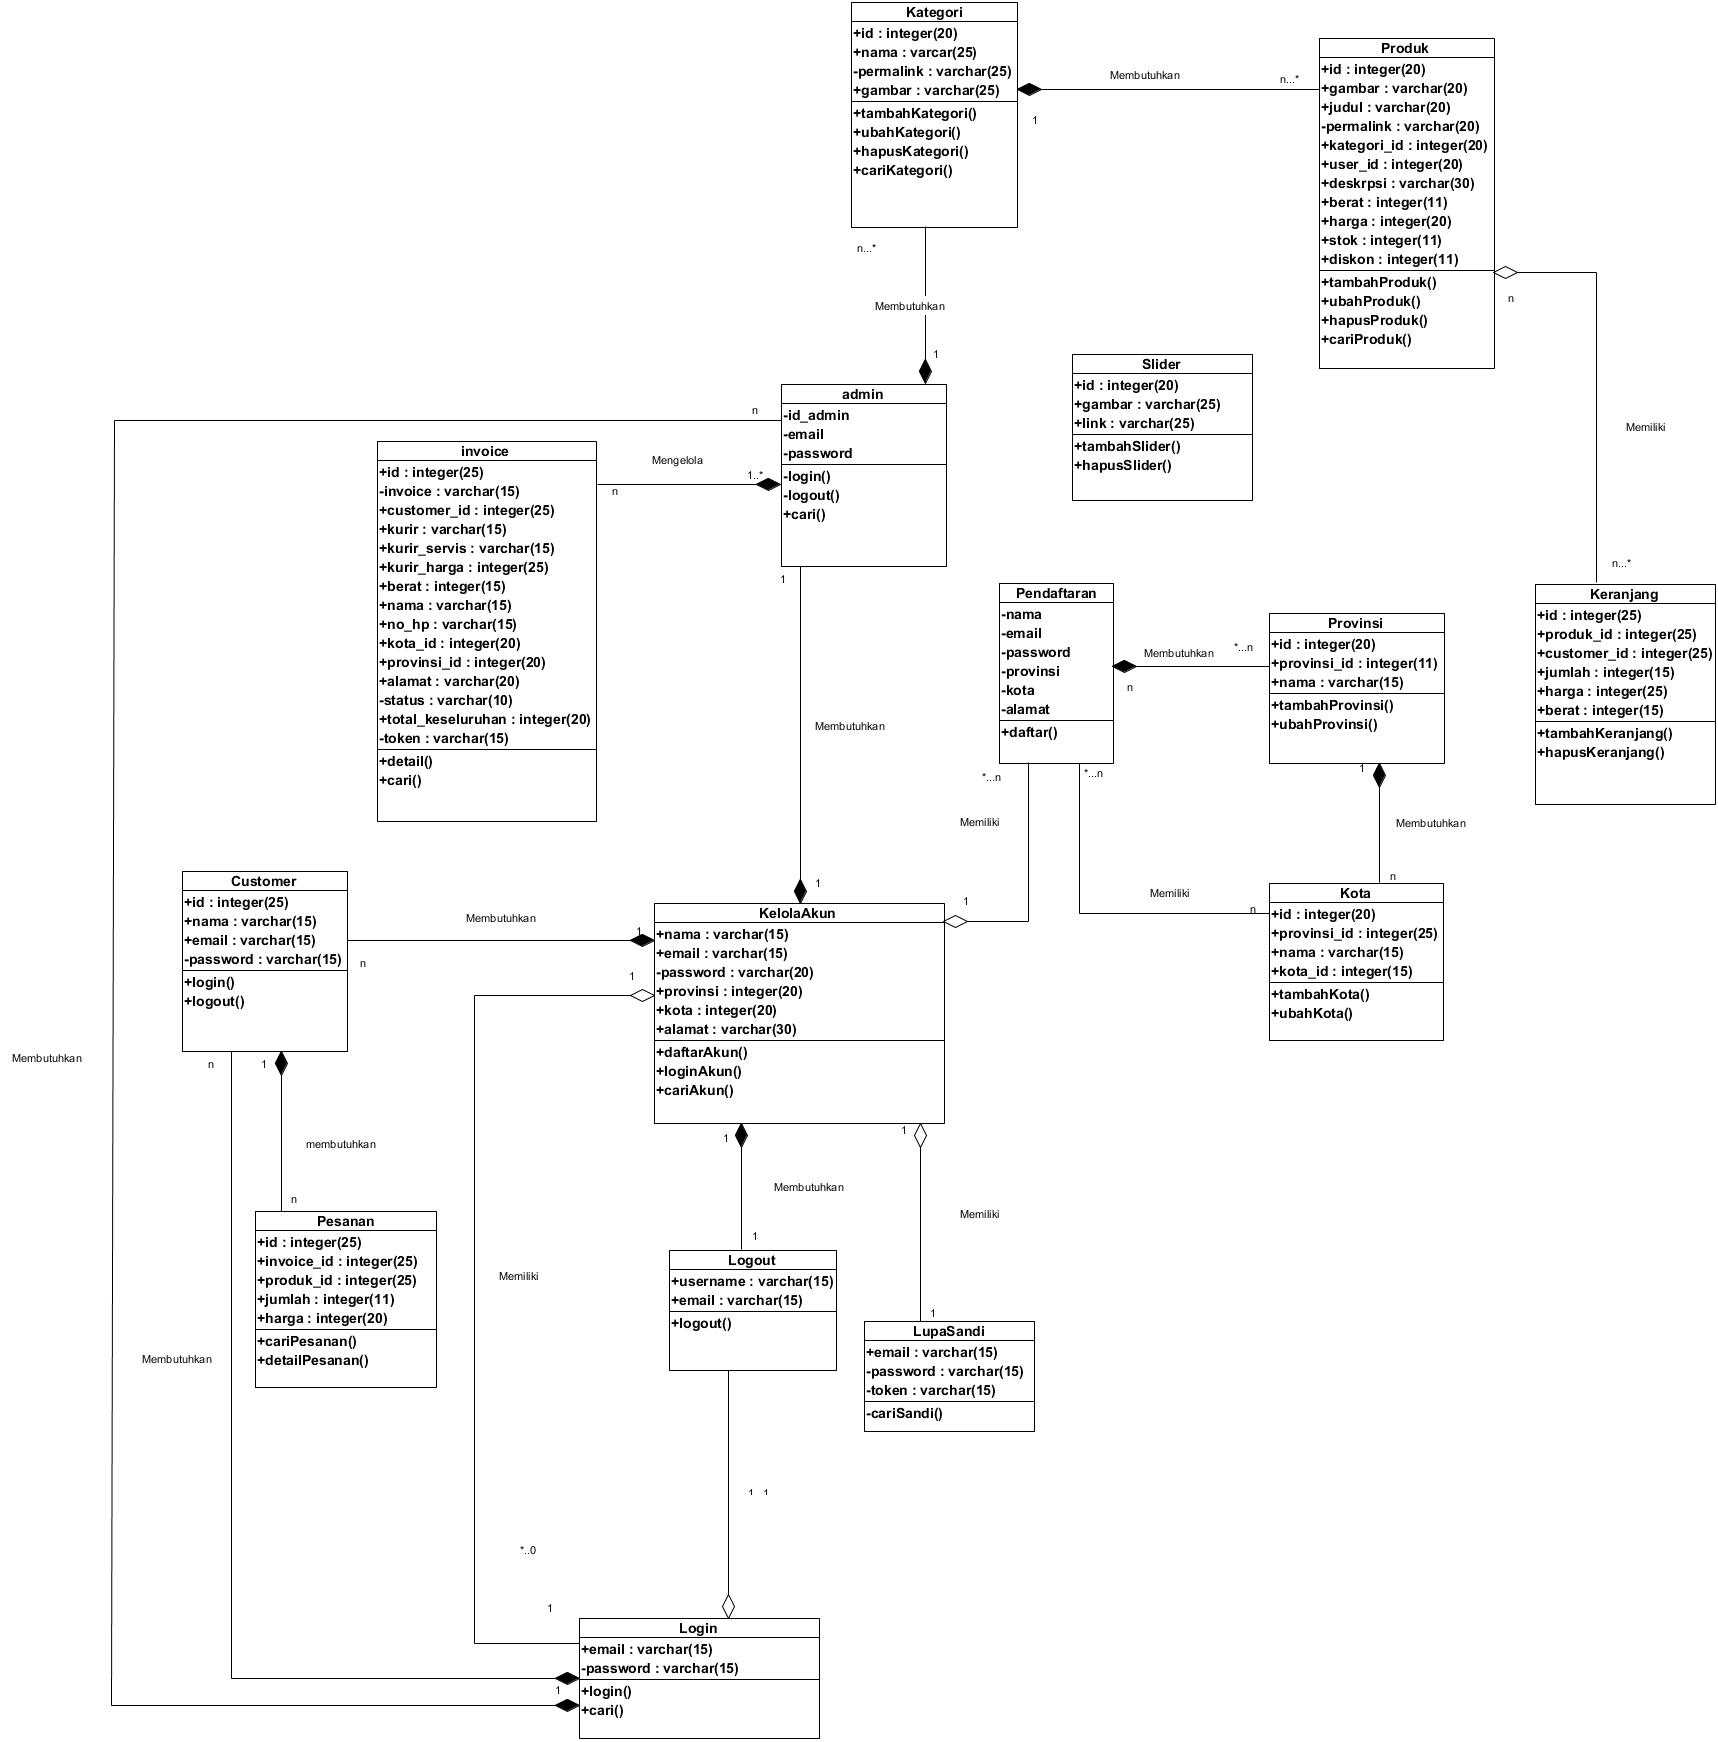 Kategori
+id : integer(20)
+nama : varcar(25)
-permalink : varchar(25)
+gambar : varchar(25)
+tambahKategori()
+ubahKategori()
+hapusKategori()
+cariKategori()
Membutuhkan
n...*
1
Produk
+id : integer(20)
+gambar : varchar(20)
+judul : varchar(20)
-permalink : varchar(20)
+kategori_id : integer(20)
+user_id : integer(20)
+deskrpsi : varchar(30)
+berat : integer(11)
+harga : integer(20)
+stok : integer(11)
+diskon : integer(11)
+tambahProduk()
+ubahProduk()
+hapusProduk()
+cariProduk()
n
Memiliki
n...*
n...*
Membutuhkan
1
Slider
+id : integer(20)
+gambar : varchar(25)
+link : varchar(25)
+tambahSlider()
+hapusSlider()
admin
-id_admin
-email
-password
-login()
-logout()
+cari()
n
Mengelola
1..*
n
invoice
+id : integer(25)
-invoice : varchar(15)
+customer_id : integer(25)
+kurir : varchar(15)
+kurir_servis : varchar(15)
+kurir_harga : integer(25)
+berat : integer(15)
+nama : varchar(15)
+no_hp : varchar(15)
+kota_id : integer(20)
+provinsi_id : integer(20)
+alamat : varchar(20)
-status : varchar(10)
+total_keseluruhan : integer(20)
-token : varchar(15)
+detail()
+cari()
1
Membutuhkan
1
Pendaftaran
-nama
-email
-password
-provinsi
-kota
-alamat
+daftar()
Membutuhkan
*...n
n
Provinsi
+id : integer(20)
+provinsi_id : integer(11)
+nama : varchar(15)
+tambahProvinsi()
+ubahProvinsi()
Keranjang
+id : integer(25)
+produk_id : integer(25)
+customer_id : integer(25)
+jumlah : integer(15)
+harga : integer(25)
+berat : integer(15)
+tambahKeranjang()
+hapusKeranjang()
*...n
*...n
1
Memiliki
Membutuhkan
1
n
Memiliki
n
Kota
+id : integer(20)
+provinsi_id : integer(25)
+nama : varchar(15)
+kota_id : integer(15)
+tambahKota()
+ubahKota()
Customer
+id : integer(25)
+nama : varchar(15)
+email : varchar(15)
-password : varchar(15)
+login()
+logout()
Membutuhkan
1
n
1
KelolaAkun
+nama : varchar(15)
+email : varchar(15)
-password : varchar(20)
+provinsi : integer(20)
+kota : integer(20)
+alamat : varchar(30)
+daftarAkun()
+loginAkun()
+cariAkun()
Membutuhkan
n
1
membutuhkan
n
Pesanan
+id : integer(25)
+invoice_id : integer(25)
+produk_id : integer(25)
+jumlah : integer(11)
+harga : integer(20)
+cariPesanan()
+detailPesanan()
1
Membutuhkan
1
1
Memiliki
1
Logout
+username : varchar(15)
+email : varchar(15)
+logout()
LupaSandi
+email : varchar(15)
-password : varchar(15)
-token : varchar(15)
-cariSandi()
Memiliki
Membutuhkan
1 1
*..0
1
Login
+email : varchar(15)
-password : varchar(15)
+login()
+cari()
1